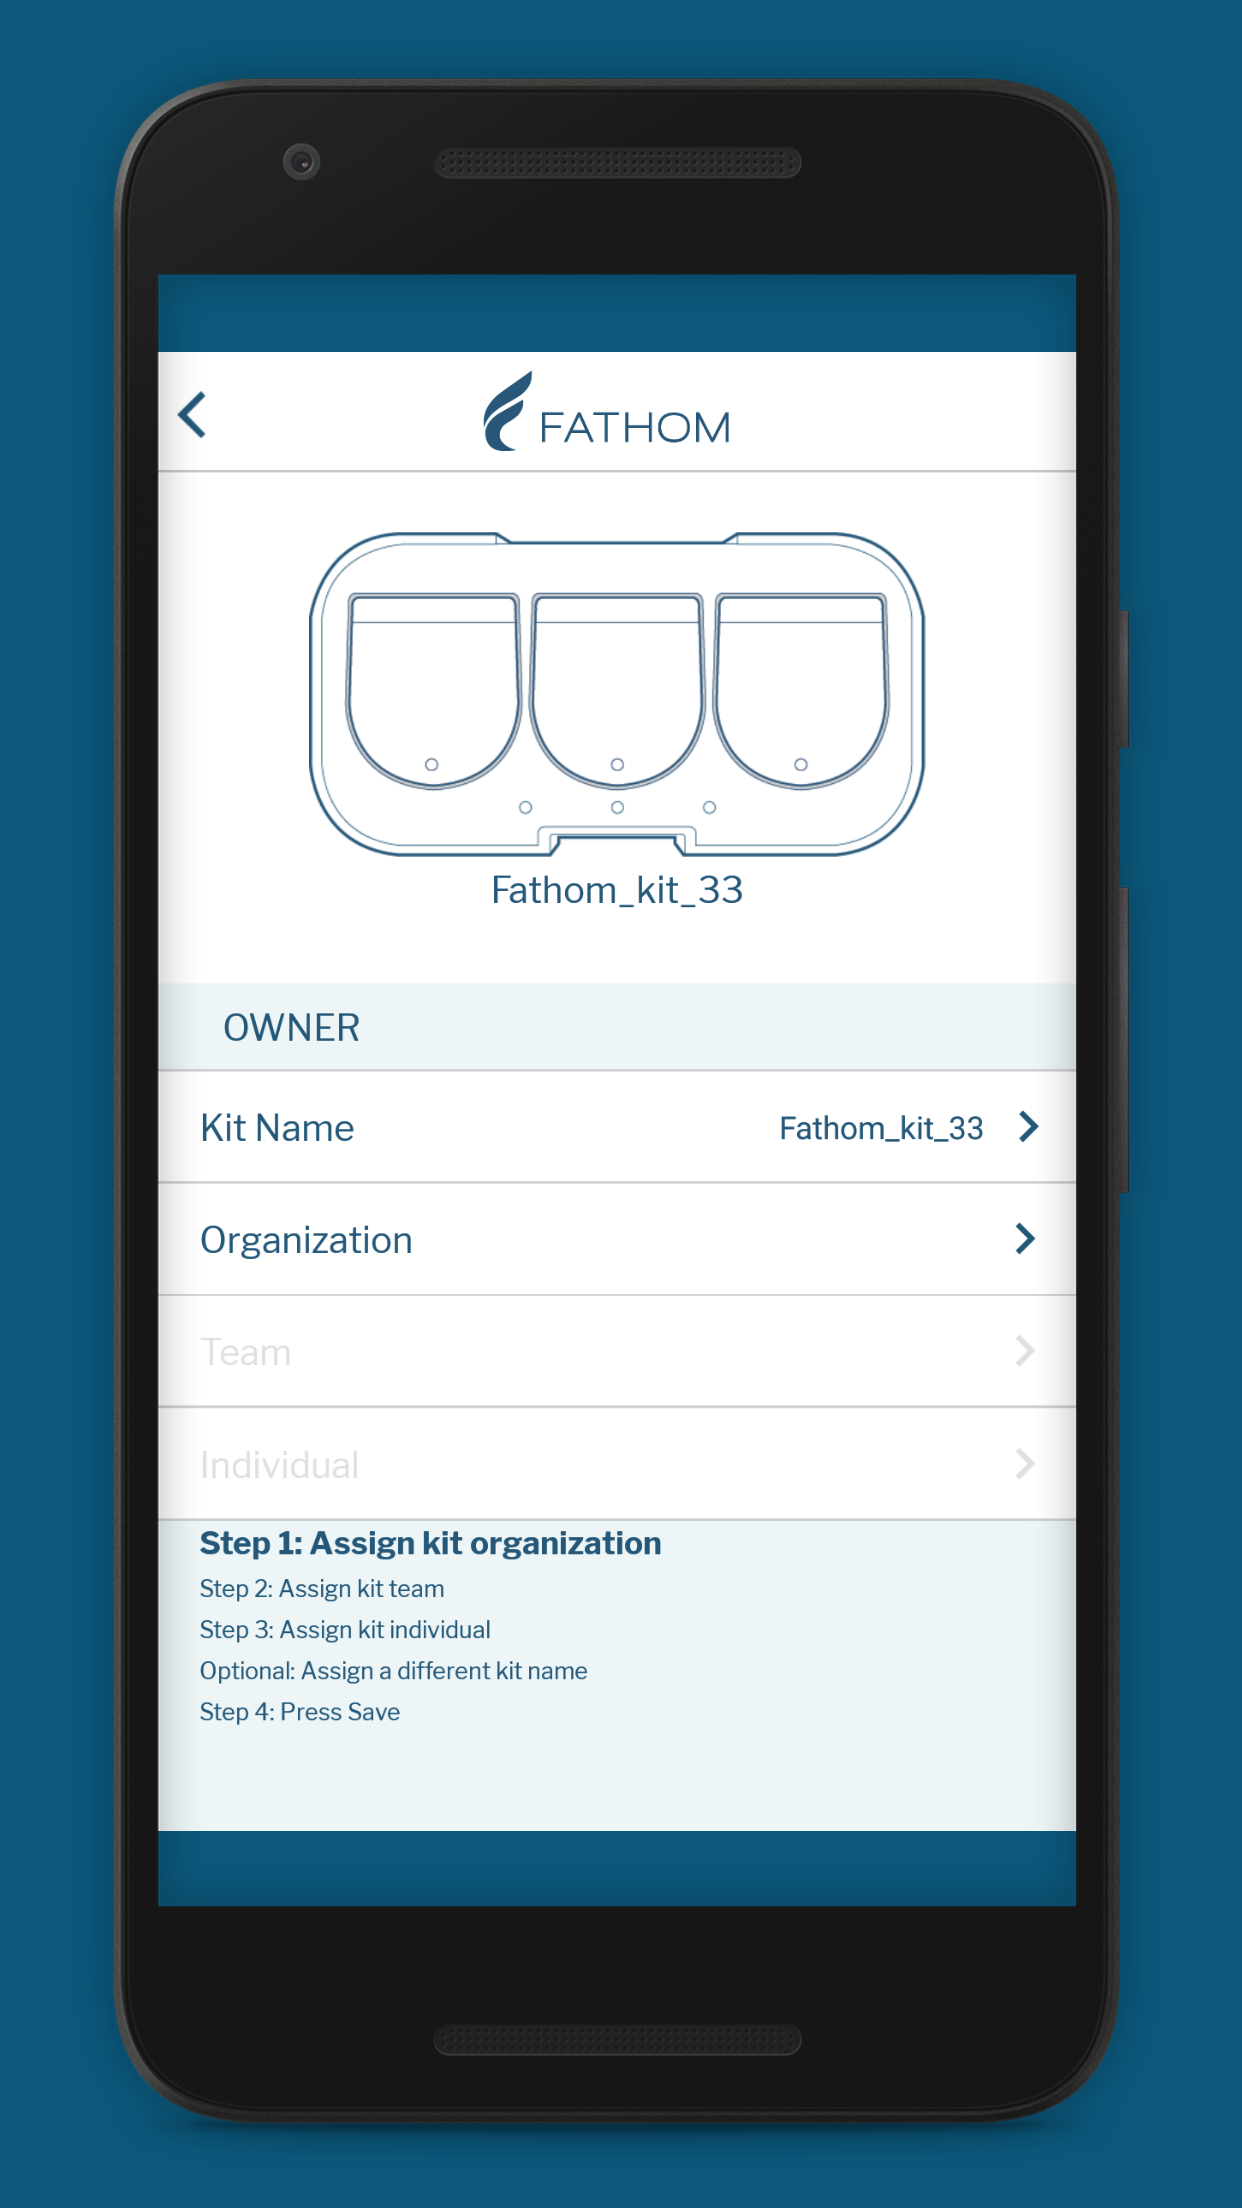 FATHOM
Fathom_kit_33
OWNER
Kit Name Fathom_kit_33
Organization
Team
Individual
Step 1: Assign kit organization
Step 2: Assign kit team
Step 3: Assign kit individual
Optional: Assign a different kit name
Step 4: Press Save